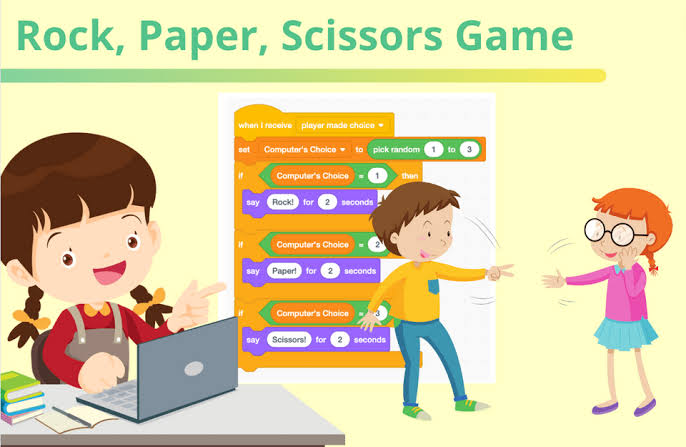 Rock, Paper, Scissors Game
when I receive player made choice
set Computer's Choice to pick random 1 to 3
if Computer's Choice = 1 then
say Rock! for 2 seconds
if Computer's Choice = 2
say Paper! for 2 seconds
if Computer's Choice = 3
say Scissors! for 2 seconds